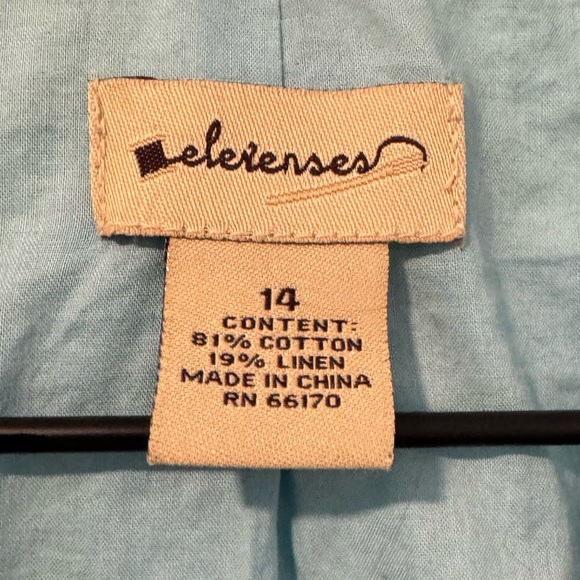 elevenses
14
CONTENT:
81% COTTON
19% LINEN
MADE IN CHINA
RN 66170